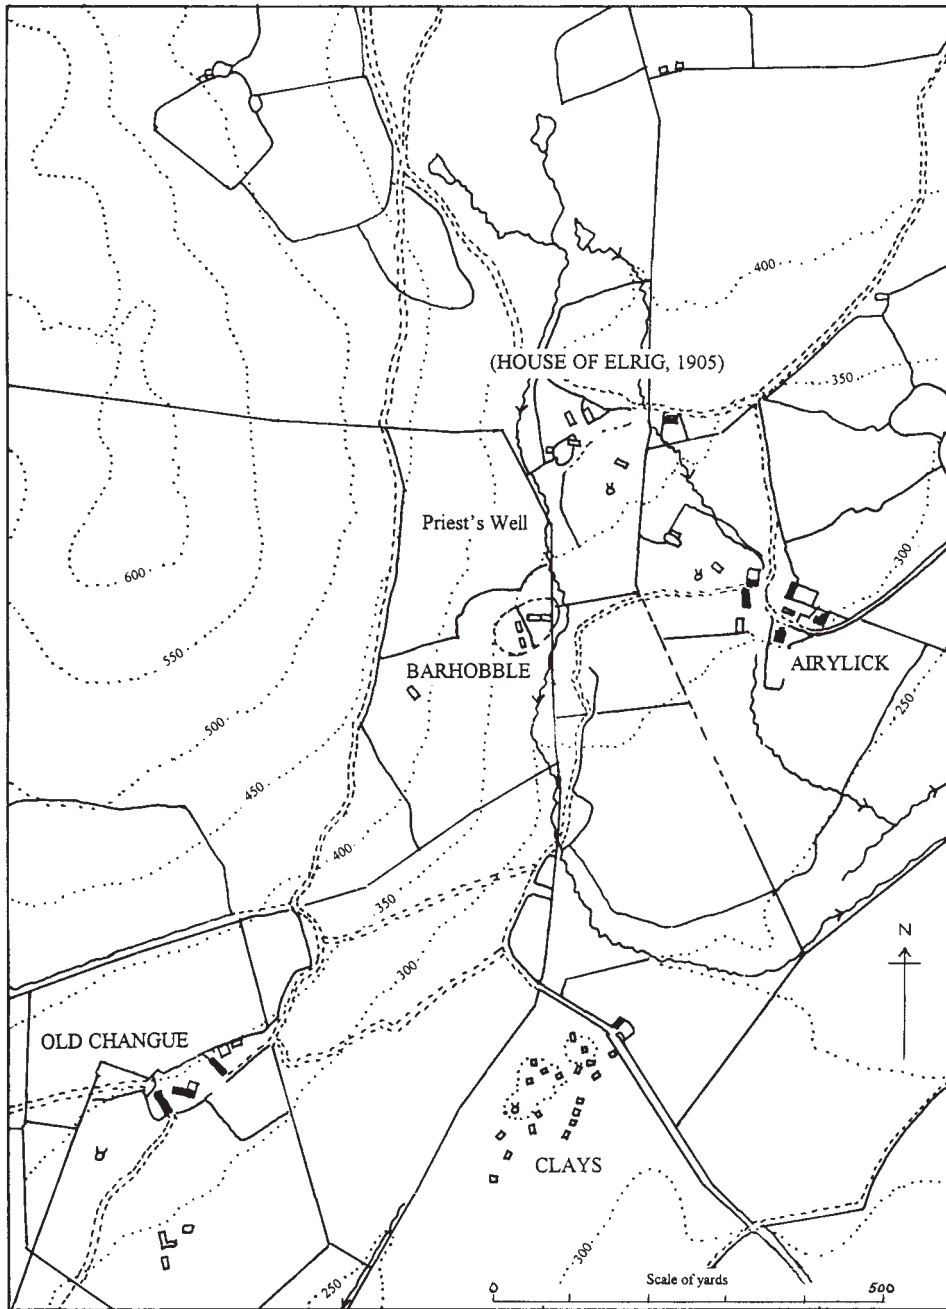 400
(HOUSE OF ELRIG, 1905)
350
Priest's Well
300
600
BARHOBBLE
AIRYLICK
550
250
500
450
400
350
N
300
OLD CHANGUE
CLAYS
300
250
Scale of yards
0
500